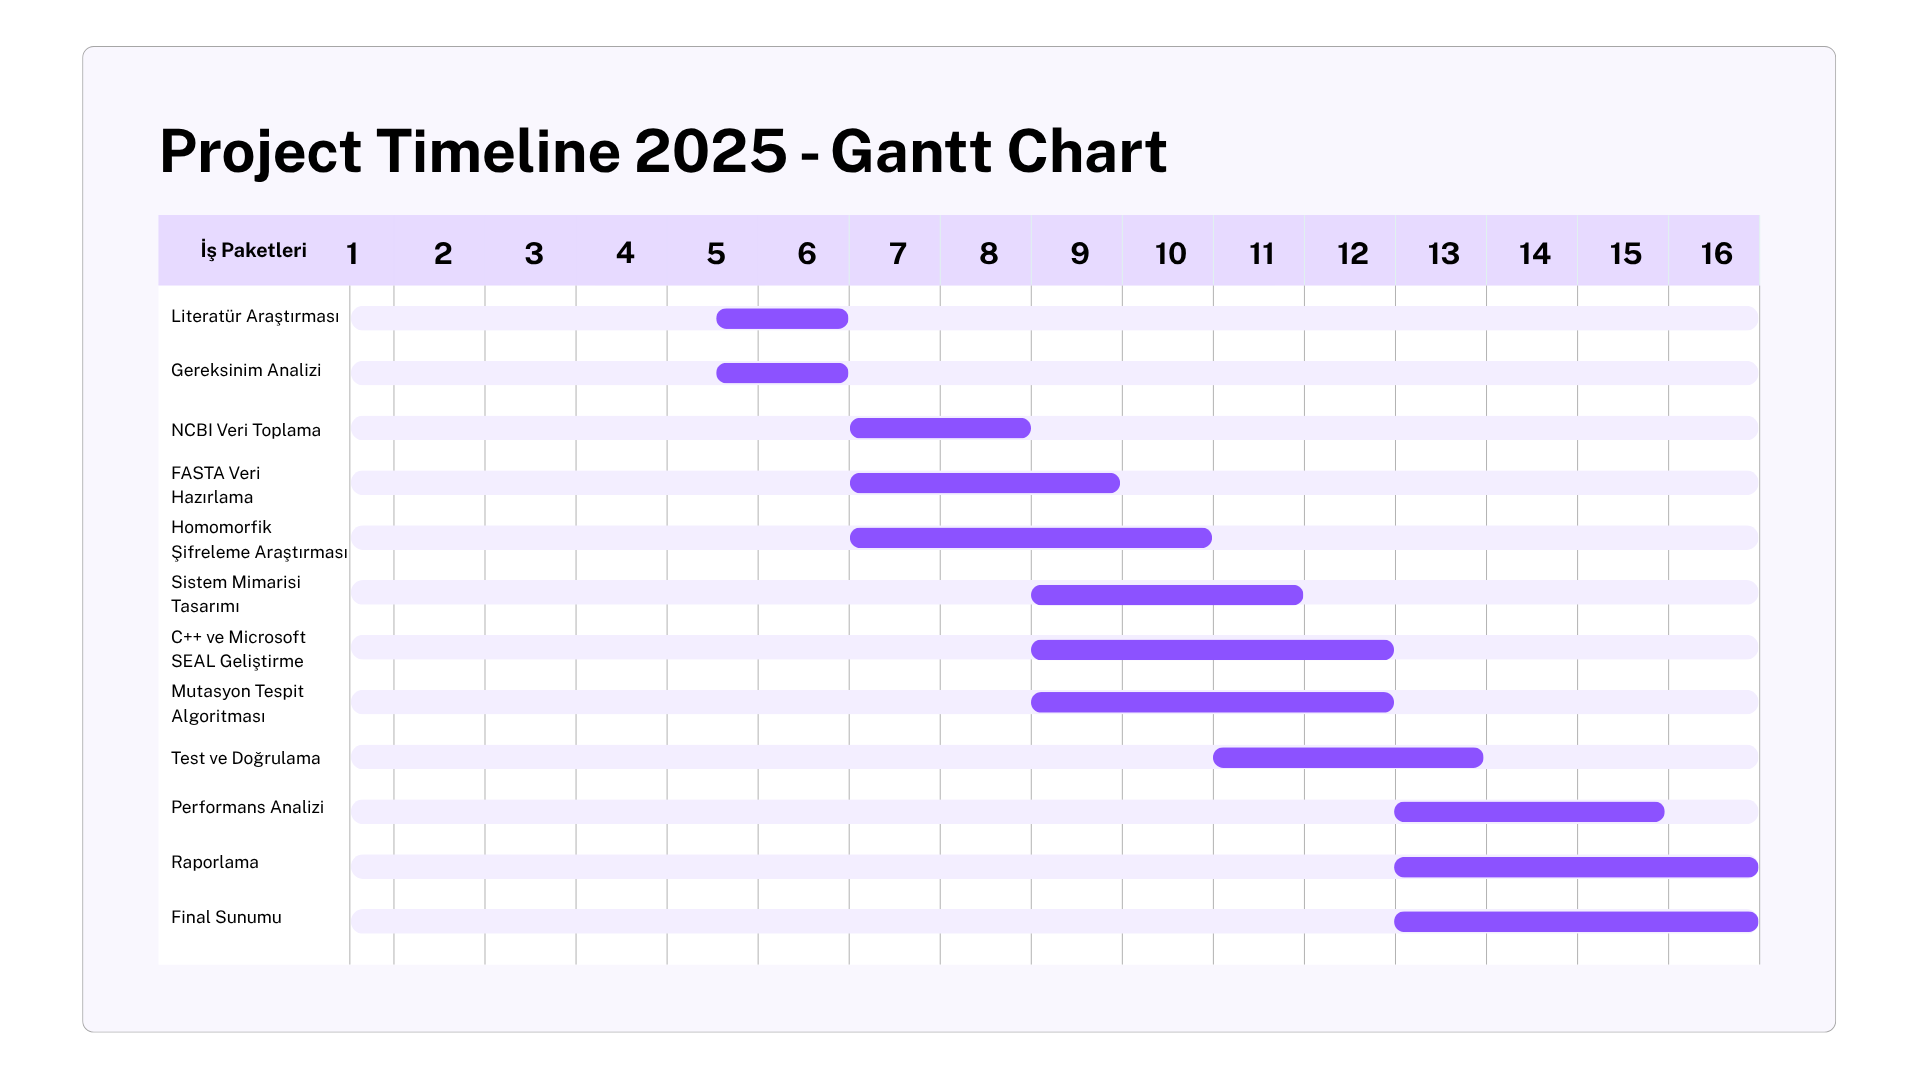 Project Timeline 2025 - Gantt Chart
İş Paketleri 1 2 3 4 5 6 7 8 9 10 11 12 13 14 15 16
Literatür Araştırması
Gereksinim Analizi
NCBI Veri Toplama
FASTA Veri
Hazırlama
Homomorfik
Şifreleme Araştırması
Sistem Mimarisi
Tasarımı
C++ ve Microsoft
SEAL Geliştirme
Mutasyon Tespit
Algoritması
Test ve Doğrulama
Performans Analizi
Raporlama
Final Sunumu